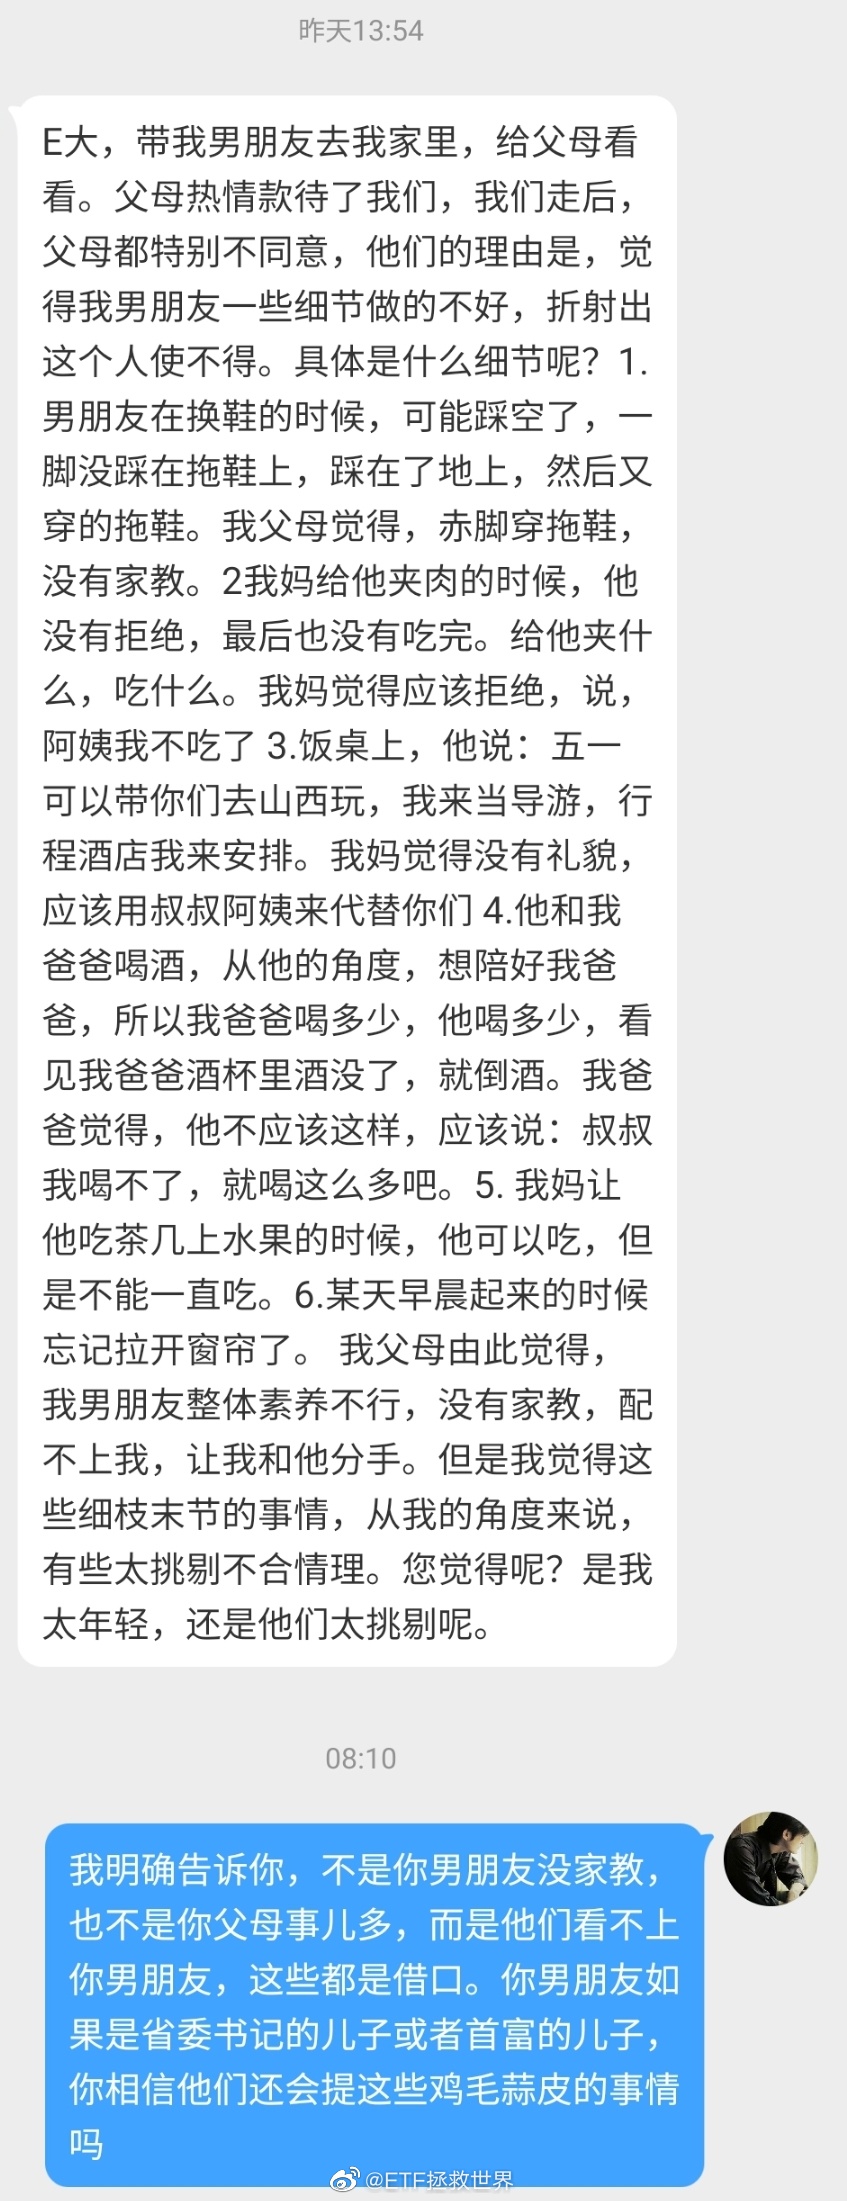 昨天13:54
E大，带我男朋友去我家里，给父母看
看。父母热情款待了我们，我们走后，
父母都特别不同意，他们的理由是，觉
得我男朋友一些细节做的不好，折射出
这个人使不得。具体是什么细节呢？1.
男朋友在换鞋的时候，可能踩空了，一
脚没踩在拖鞋上，踩在了地上，然后又
穿的拖鞋。我父母觉得，赤脚穿拖鞋，
没有家教。2我妈给他夹肉的时候，他
没有拒绝，最后也没有吃完。给他夹什
么，吃什么。我妈觉得应该拒绝，说，
阿姨我不吃了 3.饭桌上，他说：五一
可以带你们去山西玩，我来当导游，行
程酒店我来安排。我妈觉得没有礼貌，
应该用叔叔阿姨来代替你们 4.他和我
爸爸喝酒，从他的角度，想陪好我爸
爸，所以我爸爸喝多少，他喝多少，看
见我爸爸酒杯里酒没了，就倒酒。我爸
爸觉得，他不应该这样，应该说：叔叔
我喝不了，就喝这么多吧。5. 我妈让
他吃茶几上水果的时候，他可以吃，但
是不能一直吃。6.某天早晨起来的时候
忘记拉开窗帘了。 我父母由此觉得，
我男朋友整体素养不行，没有家教，配
不上我，让我和他分手。但是我觉得这
些细枝末节的事情，从我的角度来说，
有些太挑剔不合情理。您觉得呢？是我
太年轻，还是他们太挑剔呢。
08:10
我明确告诉你，不是你男朋友没家教，
也不是你父母事儿多，而是他们看不上
你男朋友，这些都是借口。你男朋友如
果是省委书记的儿子或者首富的儿子，
你相信他们还会提这些鸡毛蒜皮的事情
吗
@ETF拯救世界